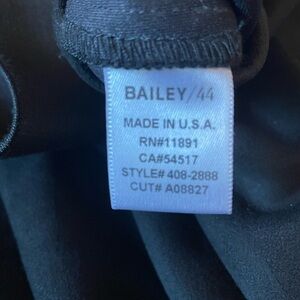 BAILEY/44
MADE IN U.S.A.
RN#11891
CA#54517
STYLE# 408-2888
CUT# A08827